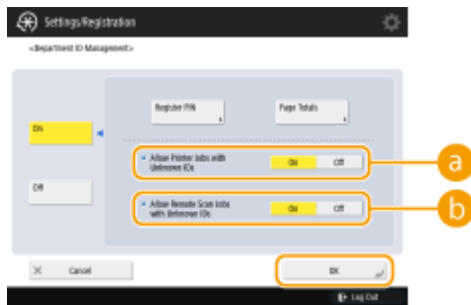 Settings/Registration
<Department ID Management>
Register PIN
Page Totals
On
Allow Printer Jobs with
Unknown IDs
On
Off
a
Off
Allow Remote Scan Jobs
with Unknown IDs
On
Off
b
Cancel
OK
Log Out